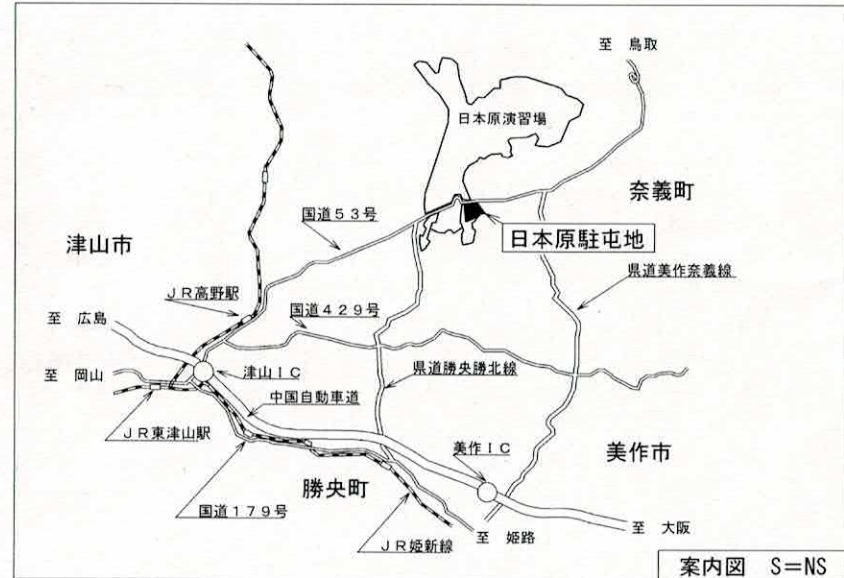 至　鳥取
日本原演習場
奈義町
国道５３号
日本原駐屯地
津山市
県道美作奈義線
ＪＲ高野駅
国道４２９号
至　広島
至　岡山
津山ＩＣ
県道勝央勝北線
中国自動車道
ＪＲ東津山駅
美作ＩＣ
美作市
勝央町
国道１７９号
至　大阪
至　姫路
ＪＲ姫新線
案内図　S=NS